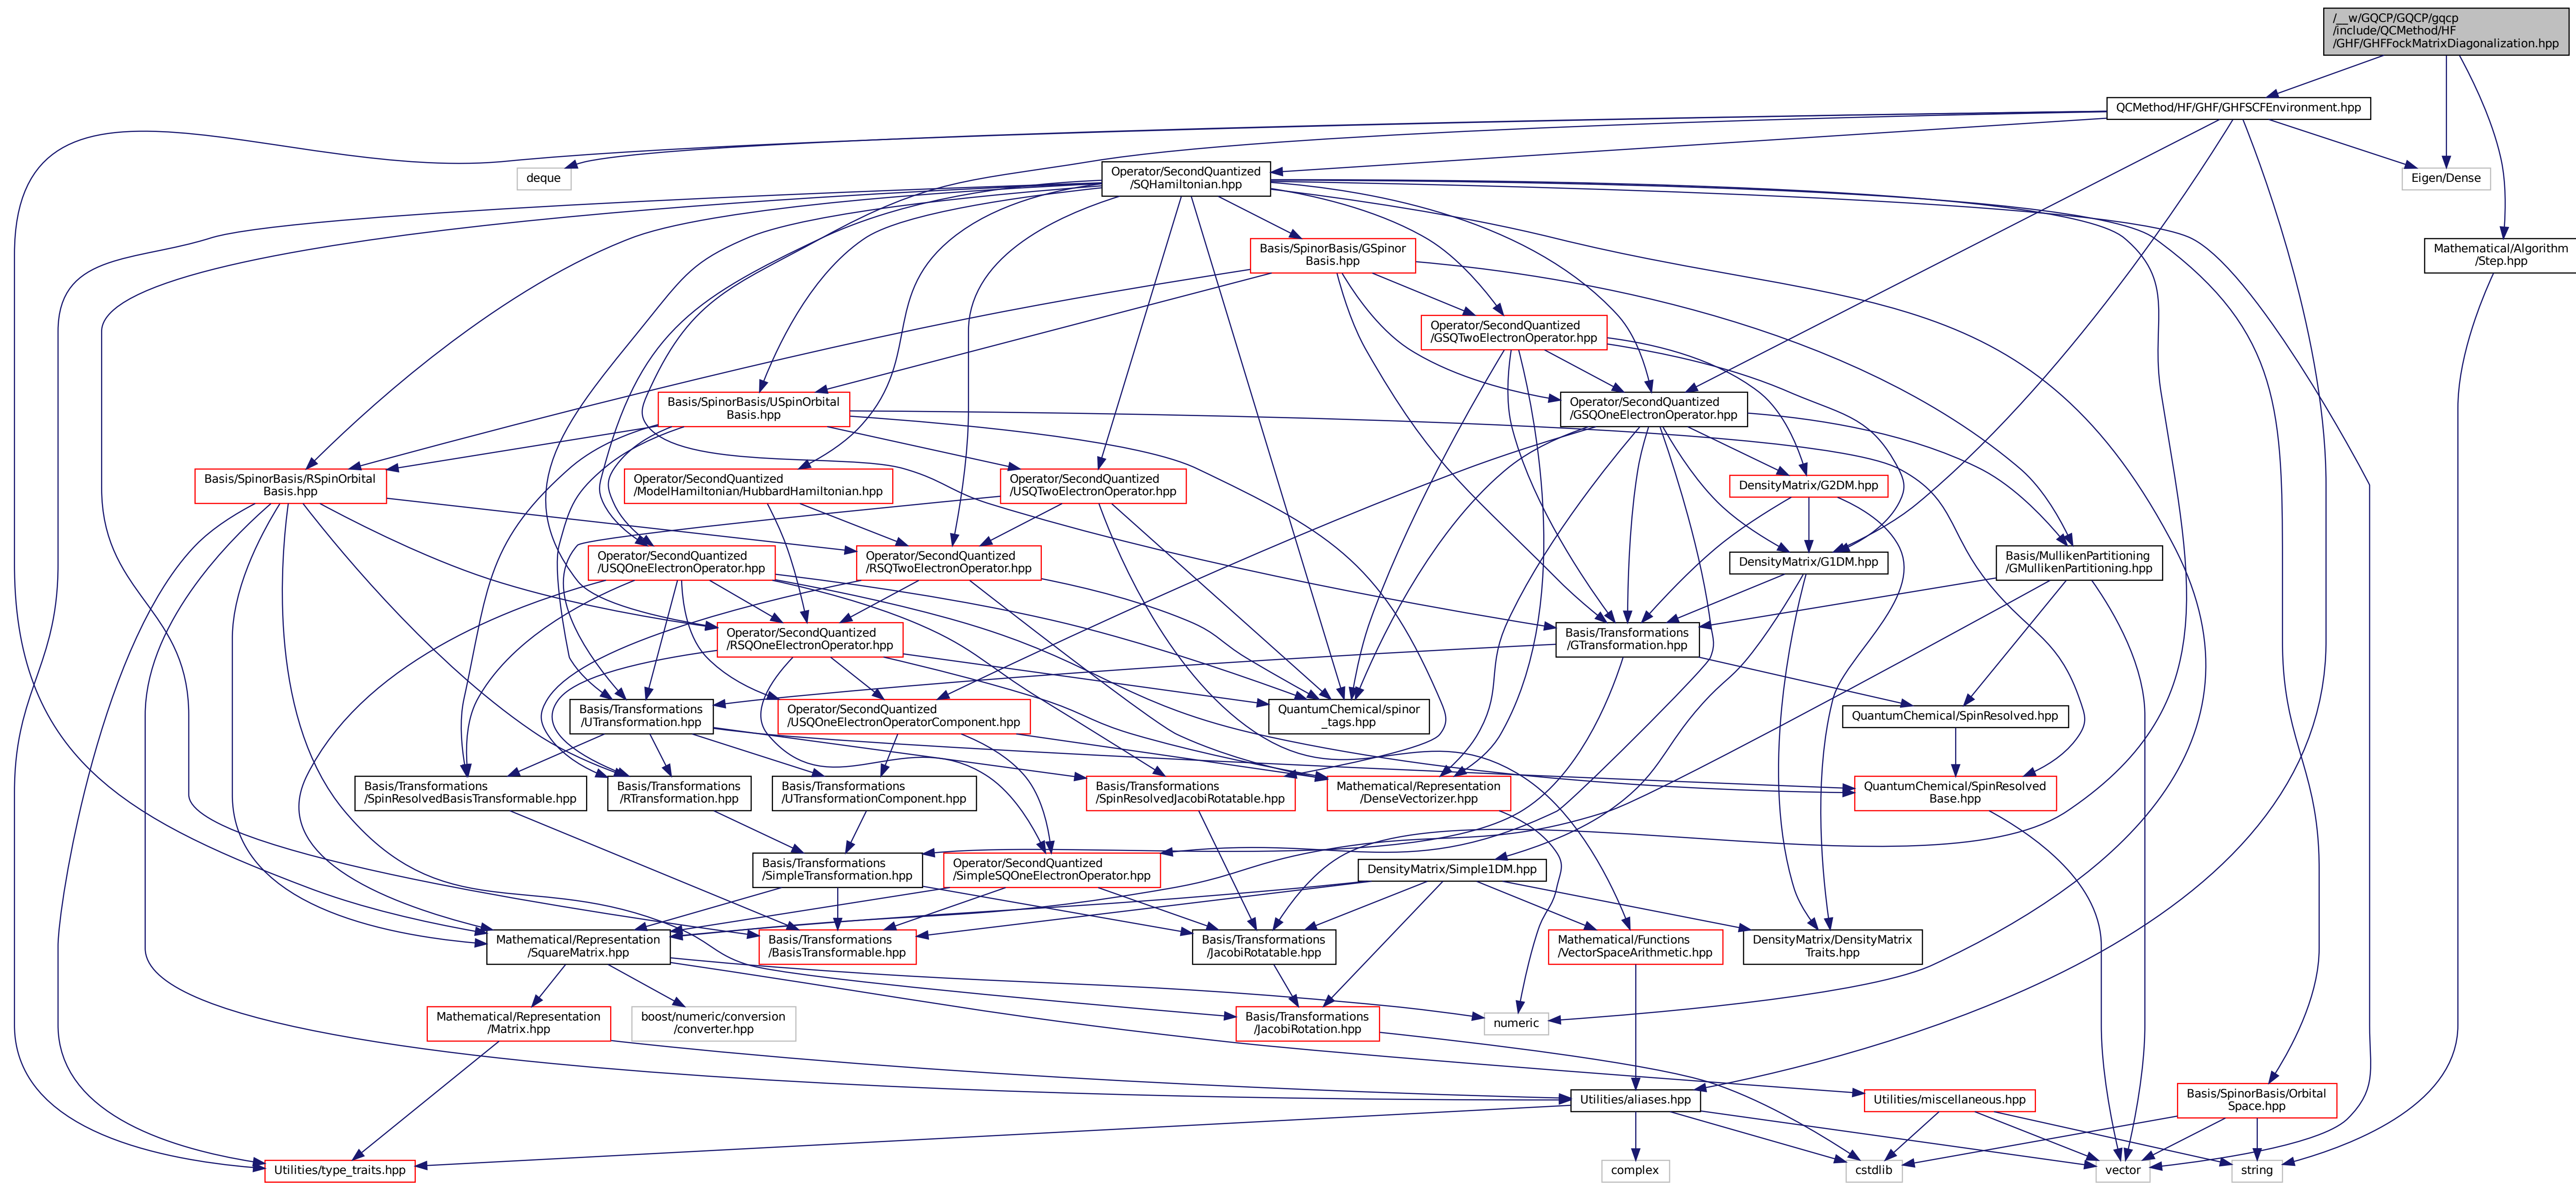 /__w/GQCP/GQCP/gqcp
/include/QCMethod/HF
/GHF/GHFFockMatrixDiagonalization.hpp
QCMethod/HF/GHF/GHFSCFEnvironment.hpp
deque
Operator/SecondQuantized
/SQHamiltonian.hpp
Eigen/Dense
Basis/SpinorBasis/GSpinor
Basis.hpp
Mathematical/Algorithm
/Step.hpp
Operator/SecondQuantized
/GSQTwoElectronOperator.hpp
Basis/SpinorBasis/USpinOrbital
Basis.hpp
Operator/SecondQuantized
/GSQOneElectronOperator.hpp
Basis/SpinorBasis/RSpinOrbital
Basis.hpp
Operator/SecondQuantized
/ModelHamiltonian/HubbardHamiltonian.hpp
Operator/SecondQuantized
/USQTwoElectronOperator.hpp
DensityMatrix/G2DM.hpp
Operator/SecondQuantized
/USQOneElectronOperator.hpp
Operator/SecondQuantized
/RSQTwoElectronOperator.hpp
DensityMatrix/G1DM.hpp
Basis/MullikenPartitioning
/GMullikenPartitioning.hpp
Operator/SecondQuantized
/RSQOneElectronOperator.hpp
Basis/Transformations
/GTransformation.hpp
Basis/Transformations
/UTransformation.hpp
Operator/SecondQuantized
/USQOneElectronOperatorComponent.hpp
QuantumChemical/spinor
_tags.hpp
QuantumChemical/SpinResolved.hpp
Basis/Transformations
/SpinResolvedBasisTransformable.hpp
Basis/Transformations
/RTransformation.hpp
Basis/Transformations
/UTransformationComponent.hpp
Basis/Transformations
/SpinResolvedJacobiRotatable.hpp
Mathematical/Representation
/DenseVectorizer.hpp
QuantumChemical/SpinResolved
Base.hpp
Basis/Transformations
/SimpleTransformation.hpp
Operator/SecondQuantized
/SimpleSQOneElectronOperator.hpp
DensityMatrix/Simple1DM.hpp
Mathematical/Representation
/SquareMatrix.hpp
Basis/Transformations
/BasisTransformable.hpp
Basis/Transformations
/JacobiRotatable.hpp
Mathematical/Functions
/VectorSpaceArithmetic.hpp
DensityMatrix/DensityMatrix
Traits.hpp
Mathematical/Representation
/Matrix.hpp
boost/numeric/conversion
/converter.hpp
Basis/Transformations
/JacobiRotation.hpp
numeric
Utilities/aliases.hpp
Utilities/miscellaneous.hpp
Basis/SpinorBasis/Orbital
Space.hpp
Utilities/type_traits.hpp
complex
cstdlib
vector
string